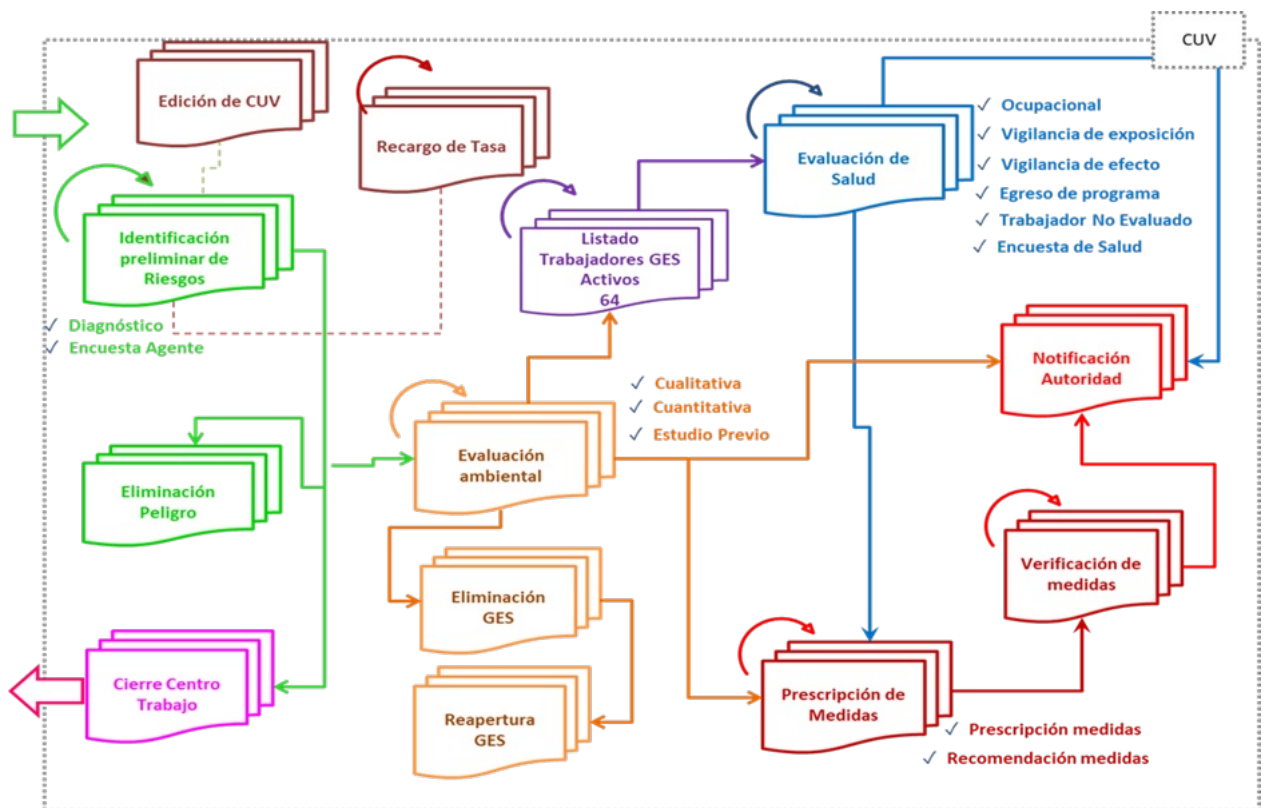 CUV
Edición de CUV
Recargo de Tasa
Evaluación de
Salud
✓ Ocupacional
✓ Vigilancia de exposición
✓ Vigilancia de efecto
✓ Egreso de programa
✓ Trabajador No Evaluado
✓ Encuesta de Salud
Identificación
preliminar de
Riesgos
✓ Diagnóstico
✓ Encuesta Agente
Listado
Trabajadores GES
Activos
64
Notificación
Autoridad
✓ Cualitativa
✓ Cuantitativa
✓ Estudio Previo
Evaluación
ambiental
Eliminación
Peligro
Eliminación
GES
Verificación de
medidas
Cierre Centro
Trabajo
Reapertura
GES
Prescripción de
Medidas
✓ Prescripción medidas
✓ Recomendación medidas